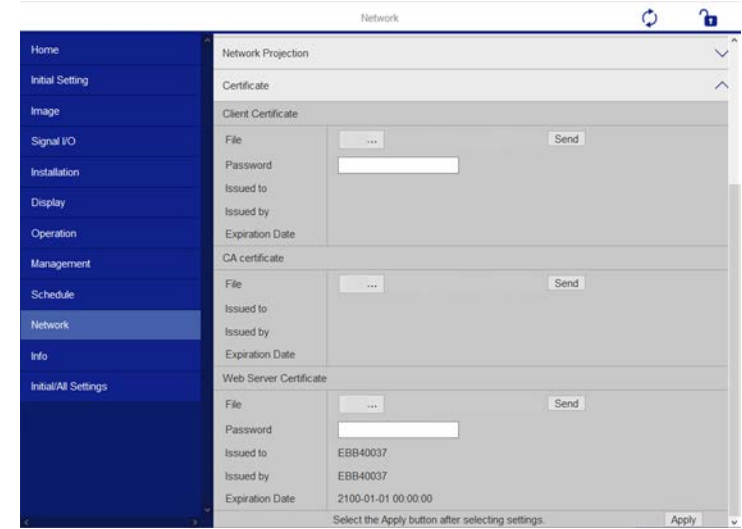 Network
Home
Initial Setting
Image
Signal I/O
Installation
Display
Operation
Management
Schedule
Network
Info
Initial/All Settings
Network Projection
Certificate
Client Certificate
File ... Send
Password
Issued to
Issued by
Expiration Date
CA certificate
File ... Send
Issued to
Issued by
Expiration Date
Web Server Certificate
File ... Send
Password
Issued to EBB40037
Issued by EBB40037
Expiration Date 2100-01-01 00:00:00
Select the Apply button after selecting settings. Apply